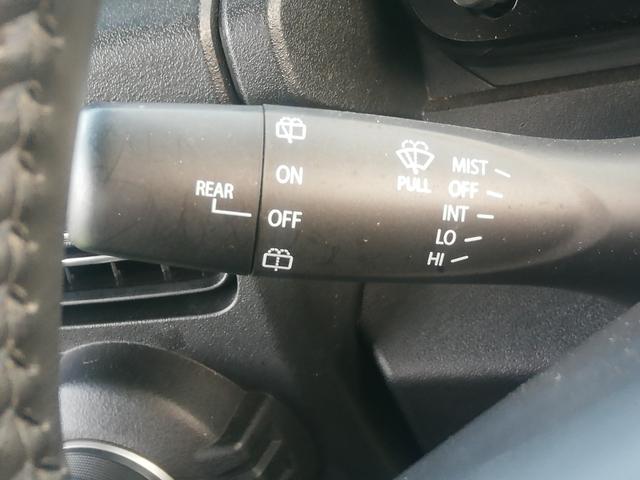 REAR
ON
OFF
PULL
MIST
OFF
INT
LO
HI